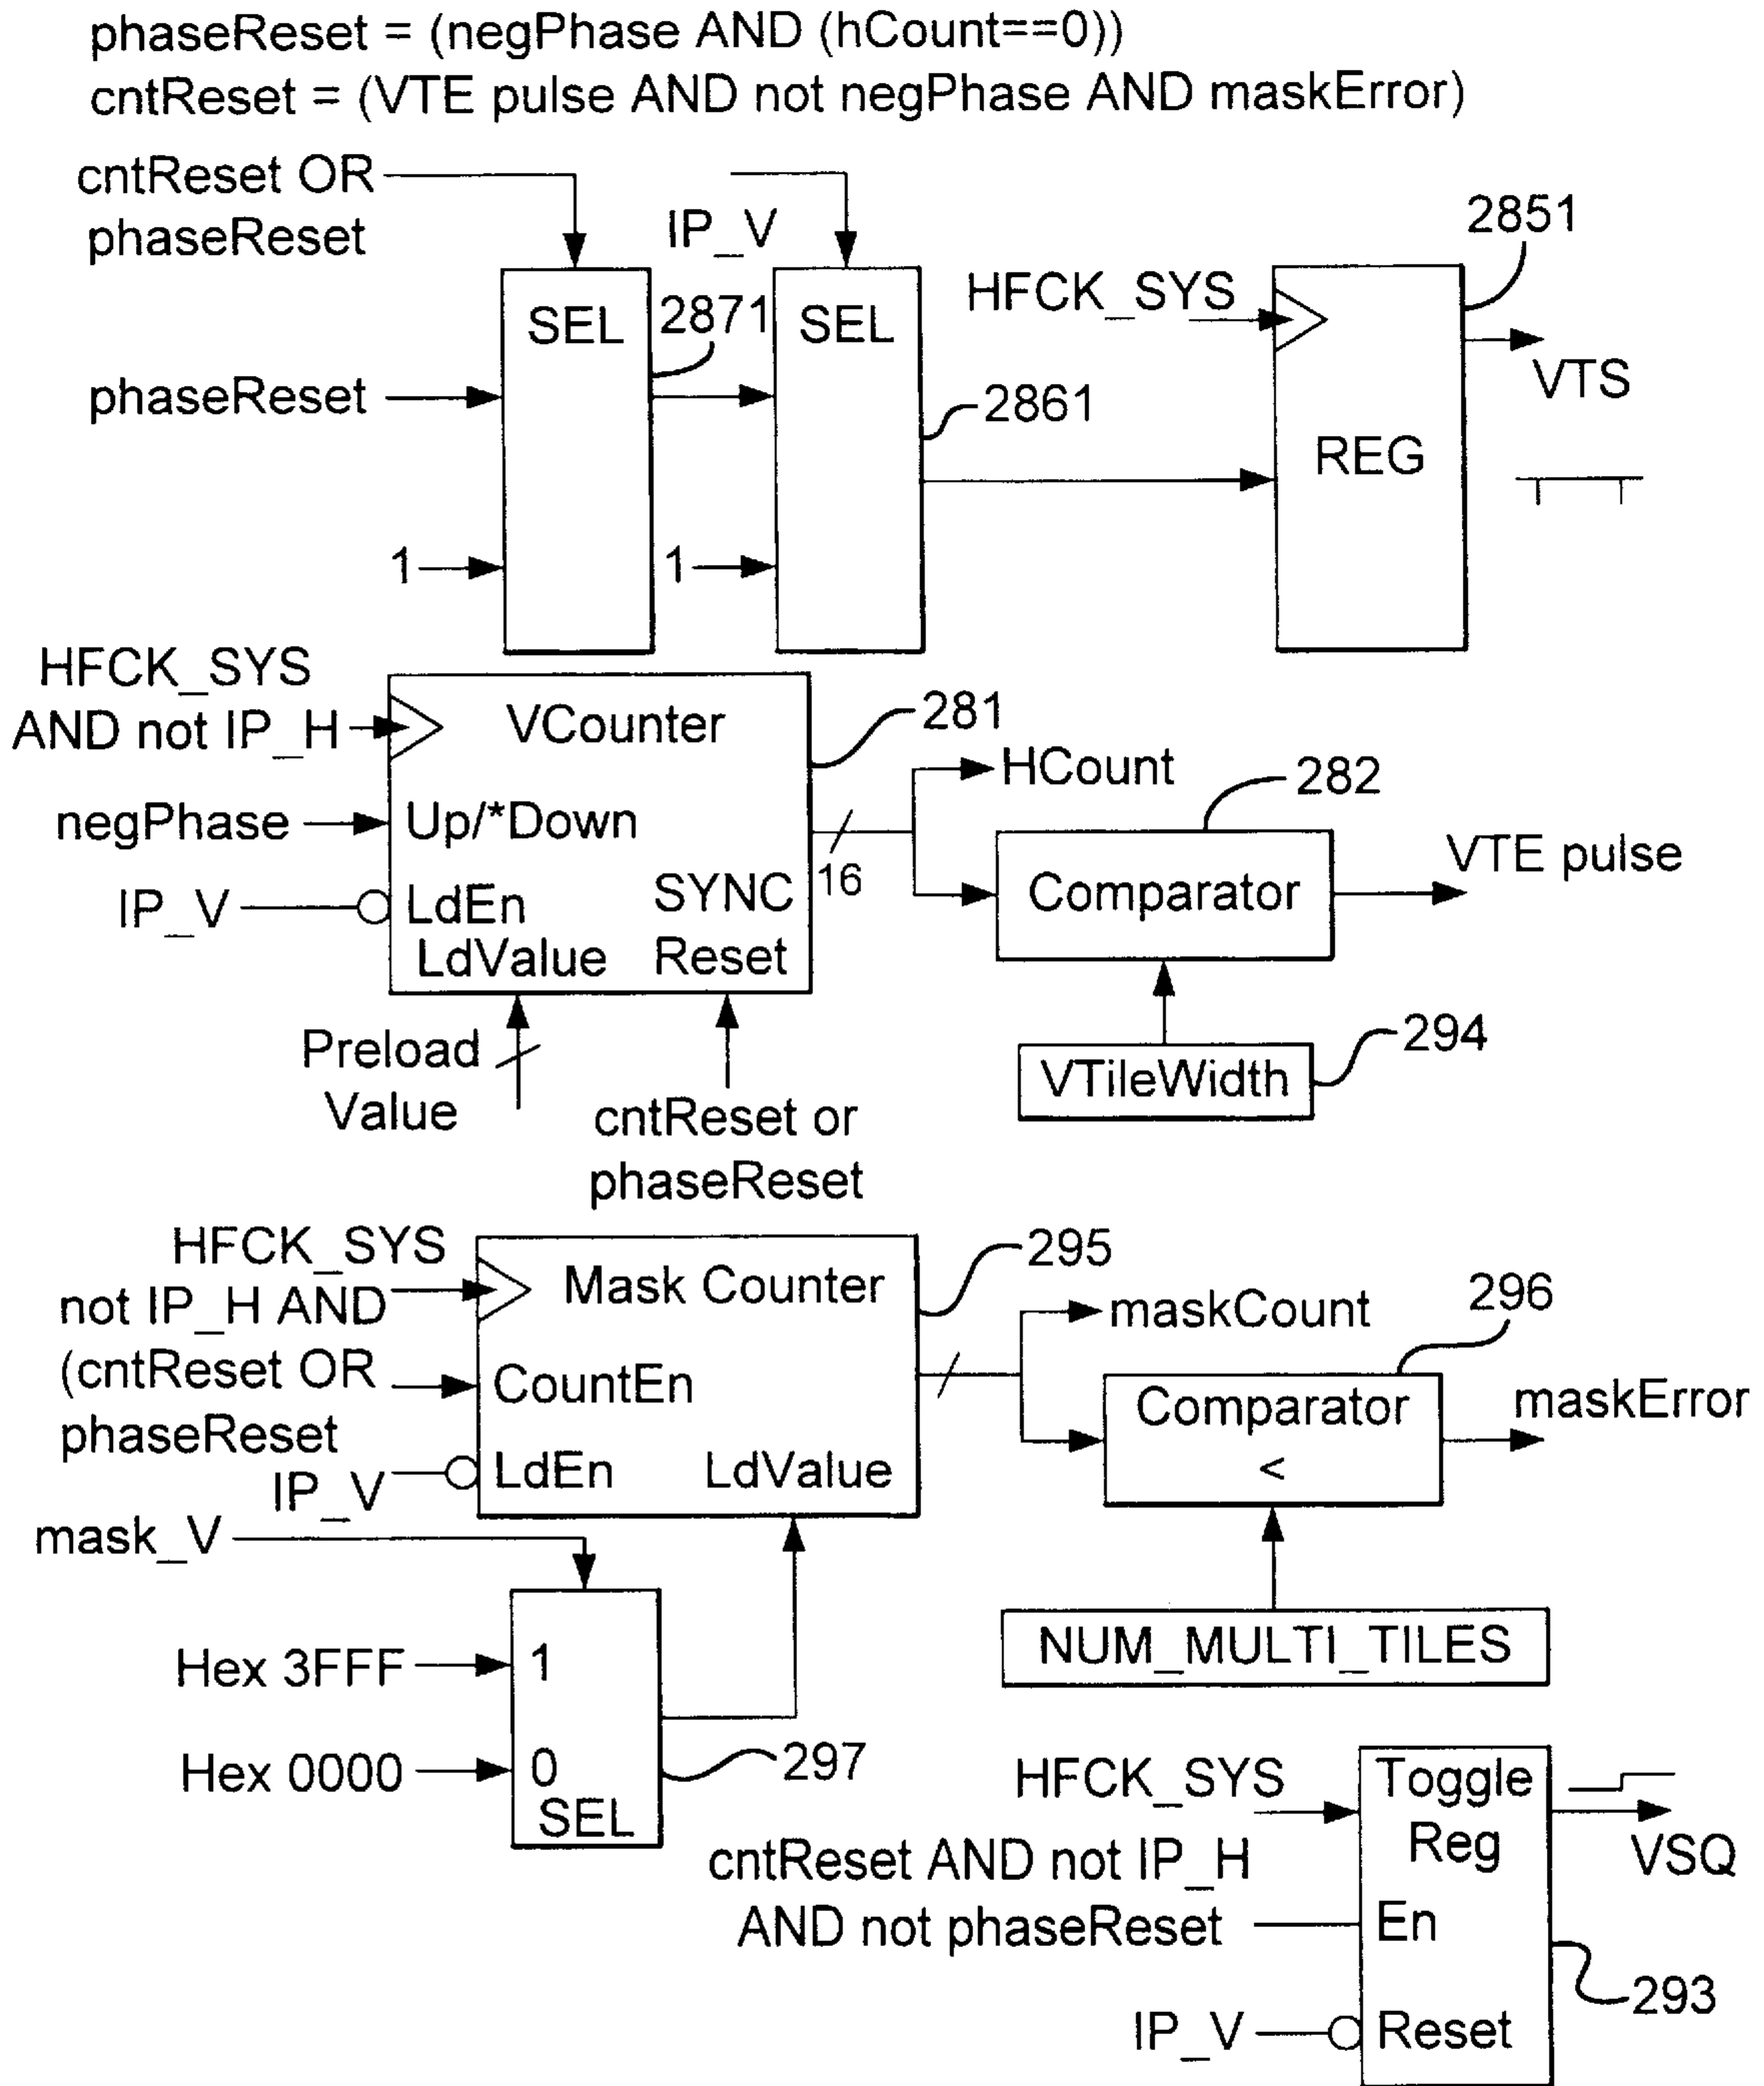 phaseReset = (negPhase AND (hCount==0))
cntReset = (VTE pulse AND not negPhase AND maskError)
cntReset OR
phaseReset
IP_V
SEL
2871
SEL
HFCK_SYS
2851
VTS
phaseReset
2861
REG
1
1
HFCK_SYS
AND not IP_H
VCounter
281
HCount
282
negPhase
Up/*Down
16
VTE pulse
IP_V
LdEn
SYNC
Comparator
LdValue
Reset
Preload
Value
cntReset or
phaseReset
VTileWidth
294
HFCK_SYS
not IP_H AND
(cntReset OR
phaseReset
Mask Counter
295
maskCount
296
CountEn
Comparator
<
maskError
IP_V
LdEn
LdValue
mask_V
Hex 3FFF
1
NUM_MULTI_TILES
Hex 0000
0
SEL
297
HFCK_SYS
Toggle
Reg
VSQ
cntReset AND not IP_H
AND not phaseReset
En
293
IP_V
Reset